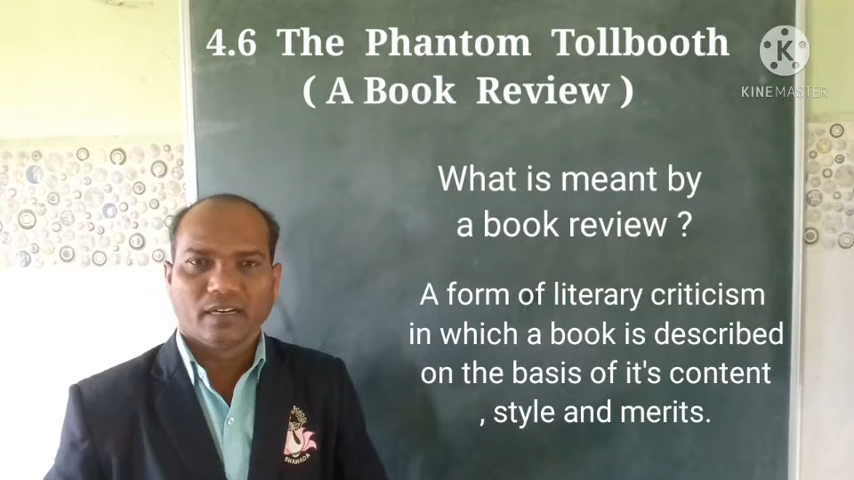 4.6 The Phantom Tollbooth
( A Book Review )
KINEMASTER
What is meant by
a book review ?
A form of literary criticism
in which a book is described
on the basis of it's content
, style and merits.